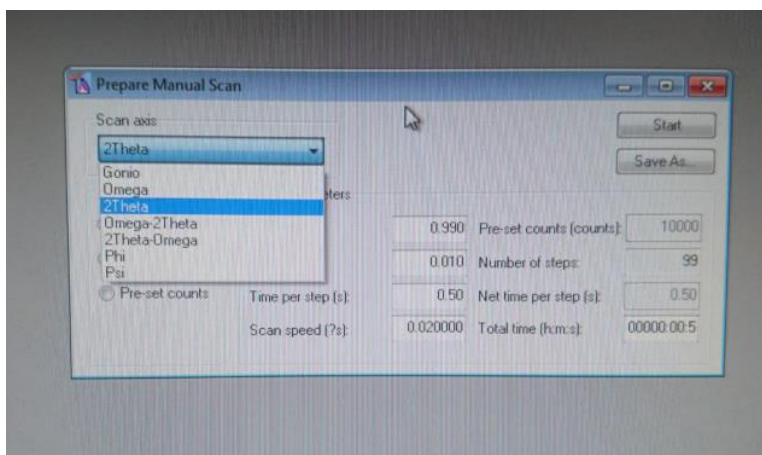 Prepare Manual Scan
Scan axis
Start
2Theta
Save As...
Gonio
Omega
2Theta
Omega-2Theta
2Theta-Omega
Phi
Psi
0.990 Pre-set counts (counts): 10000
0.010 Number of steps: 99
Pre-set counts Time per step (s): 0.50 Net time per step (s): 0.50
Scan speed (?s): 0.020000 Total time (h:m:s): 00000:00:5